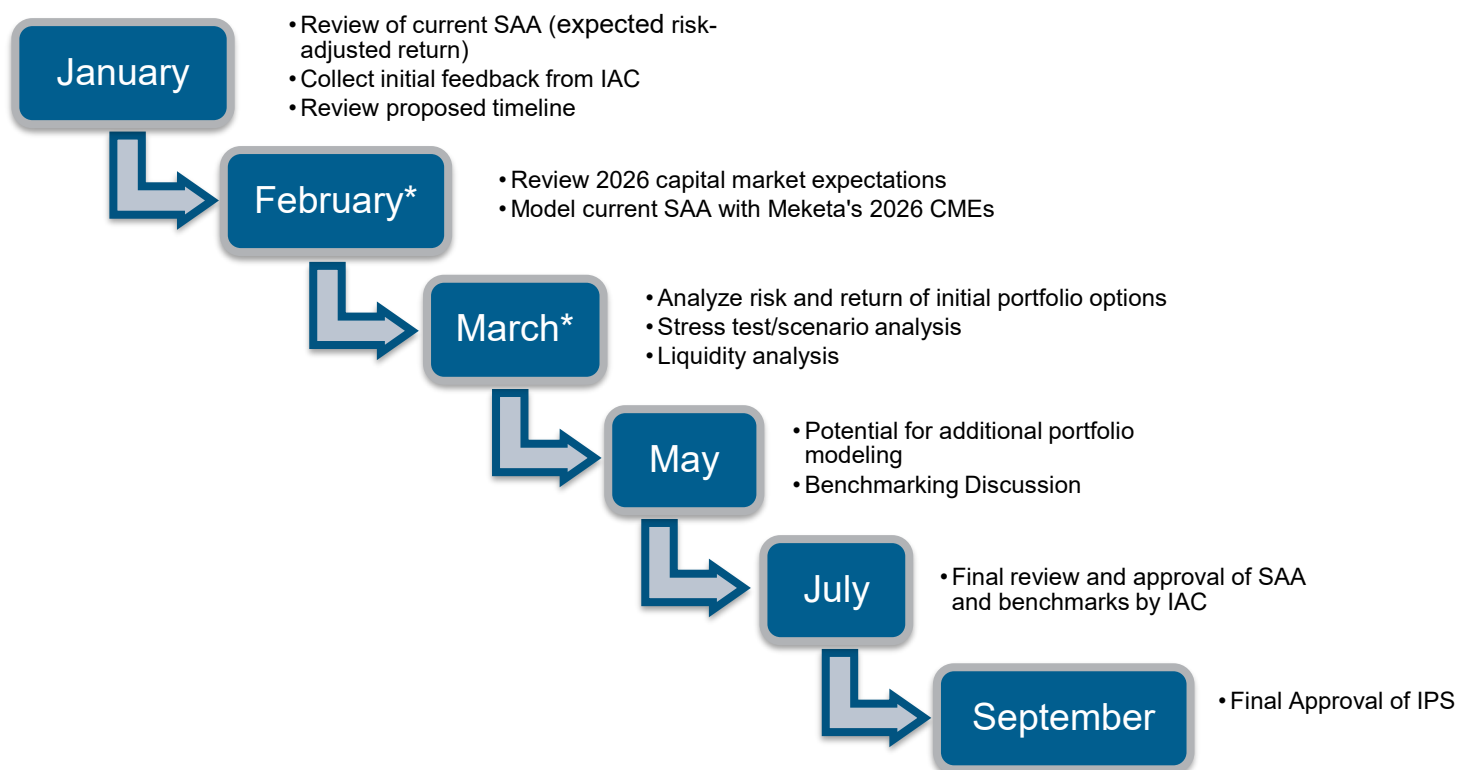 January
• Review of current SAA (expected risk-
adjusted return)
• Collect initial feedback from IAC
• Review proposed timeline
February*
• Review 2026 capital market expectations
• Model current SAA with Meketa's 2026 CMEs
March*
• Analyze risk and return of initial portfolio options
• Stress test/scenario analysis
• Liquidity analysis
May
• Potential for additional portfolio
modeling
• Benchmarking Discussion
July
• Final review and approval of SAA
and benchmarks by IAC
September
• Final Approval of IPS